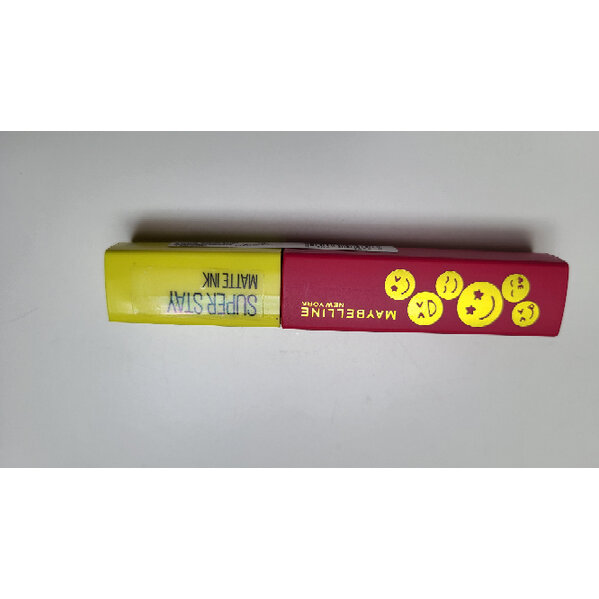 SUPER STAY
MATTE INK
MAYBELLINE
NEW YORK